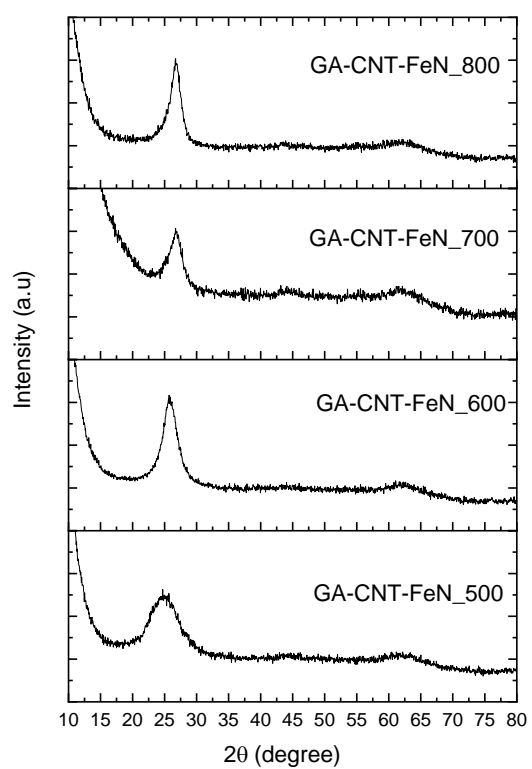 GA-CNT-FeN_800
GA-CNT-FeN_700
Intensity (a.u)
GA-CNT-FeN_600
GA-CNT-FeN_500
10 15 20 25 30 35 40 45 50 55 60 65 70 75 80
2θ (degree)